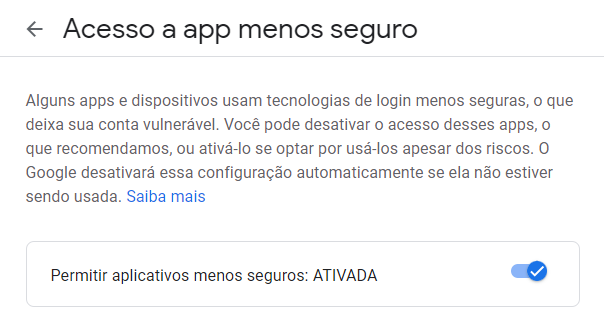 Acesso a app menos seguro
Alguns apps e dispositivos usam tecnologias de login menos seguras, o que
deixa sua conta vulnerável. Você pode desativar o acesso desses apps, o
que recomendamos, ou ativá-lo se optar por usá-los apesar dos riscos. O
Google desativará essa configuração automaticamente se ela não estiver
sendo usada. Saiba mais
Permitir aplicativos menos seguros: ATIVADA